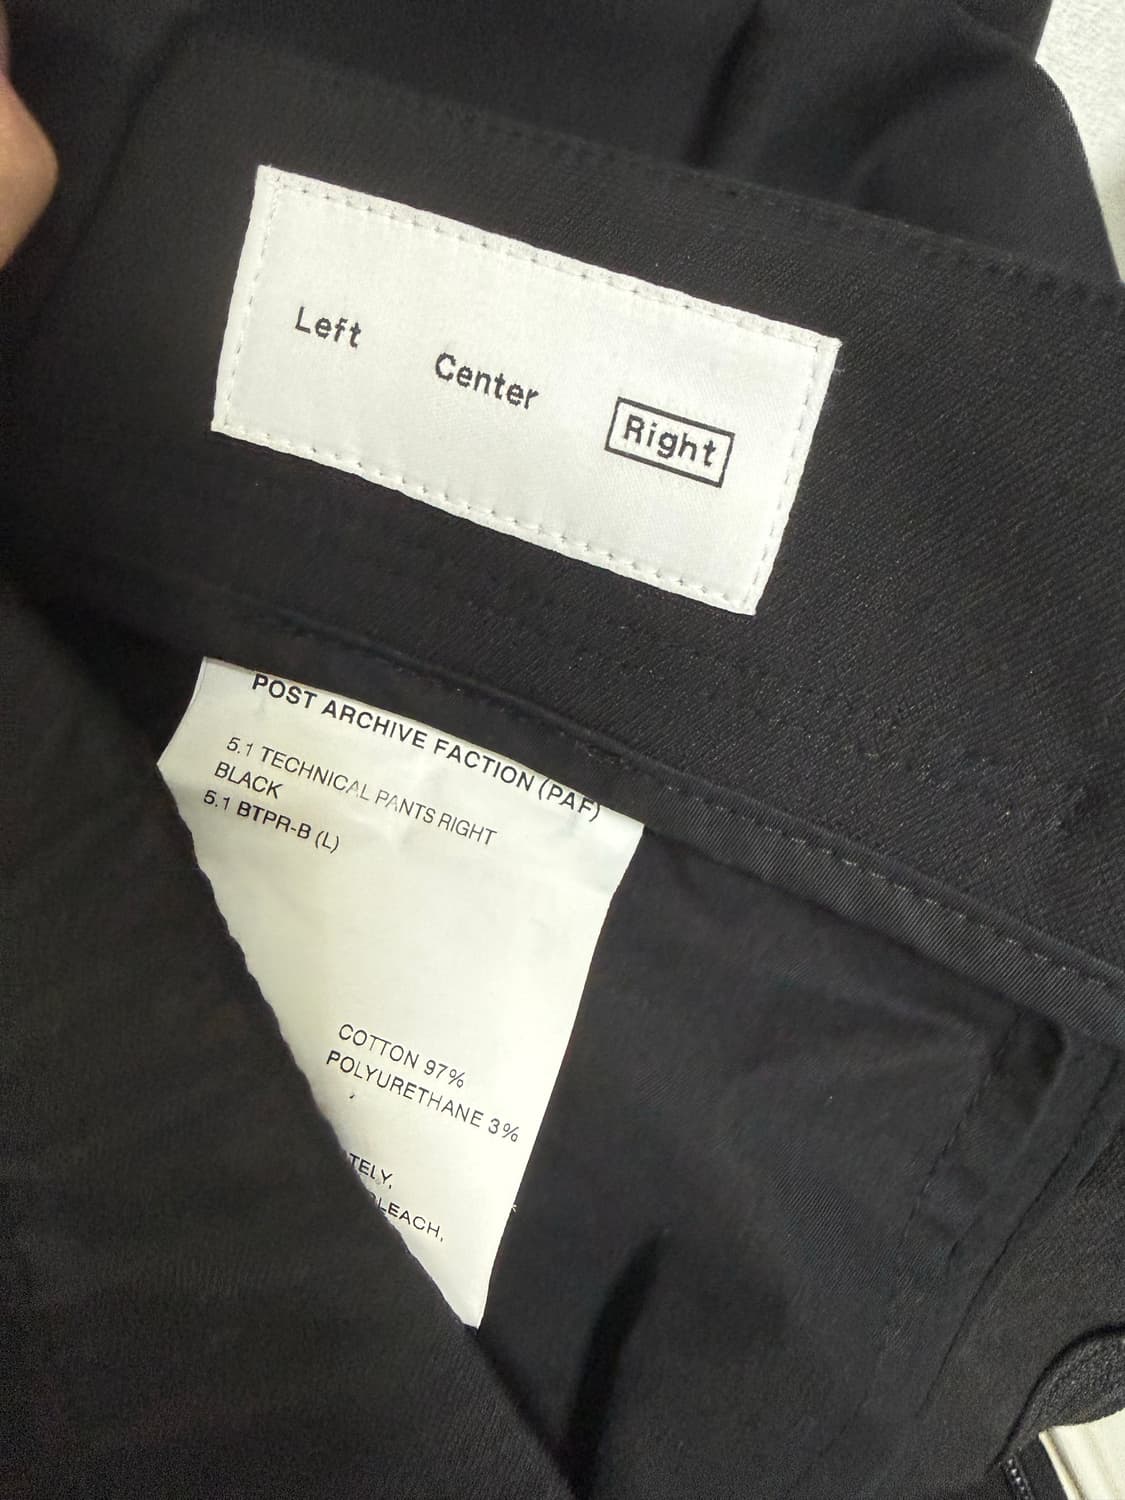 Left Center Right
POST ARCHIVE FACTION (PAF)
5.1 TECHNICAL PANTS RIGHT
BLACK
5.1 BTPR-B (L)
COTTON 97%
POLYURETHANE 3%
BLEACH,